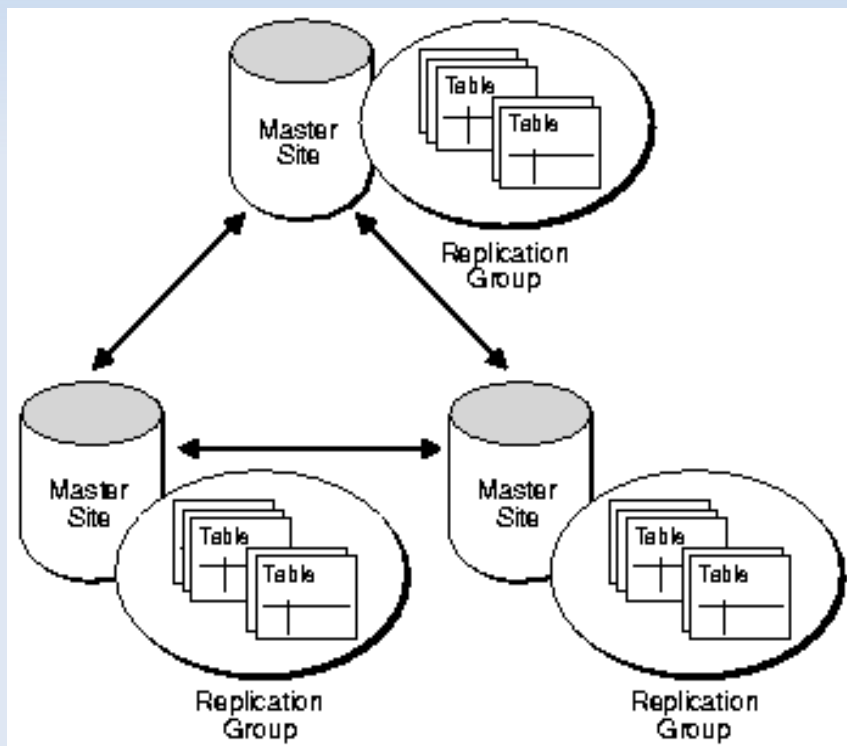 Master
Site
Table
Table
Replication
Group
Master
Site
Table
Table
Replication
Group
Master
Site
Table
Table
Replication
Group